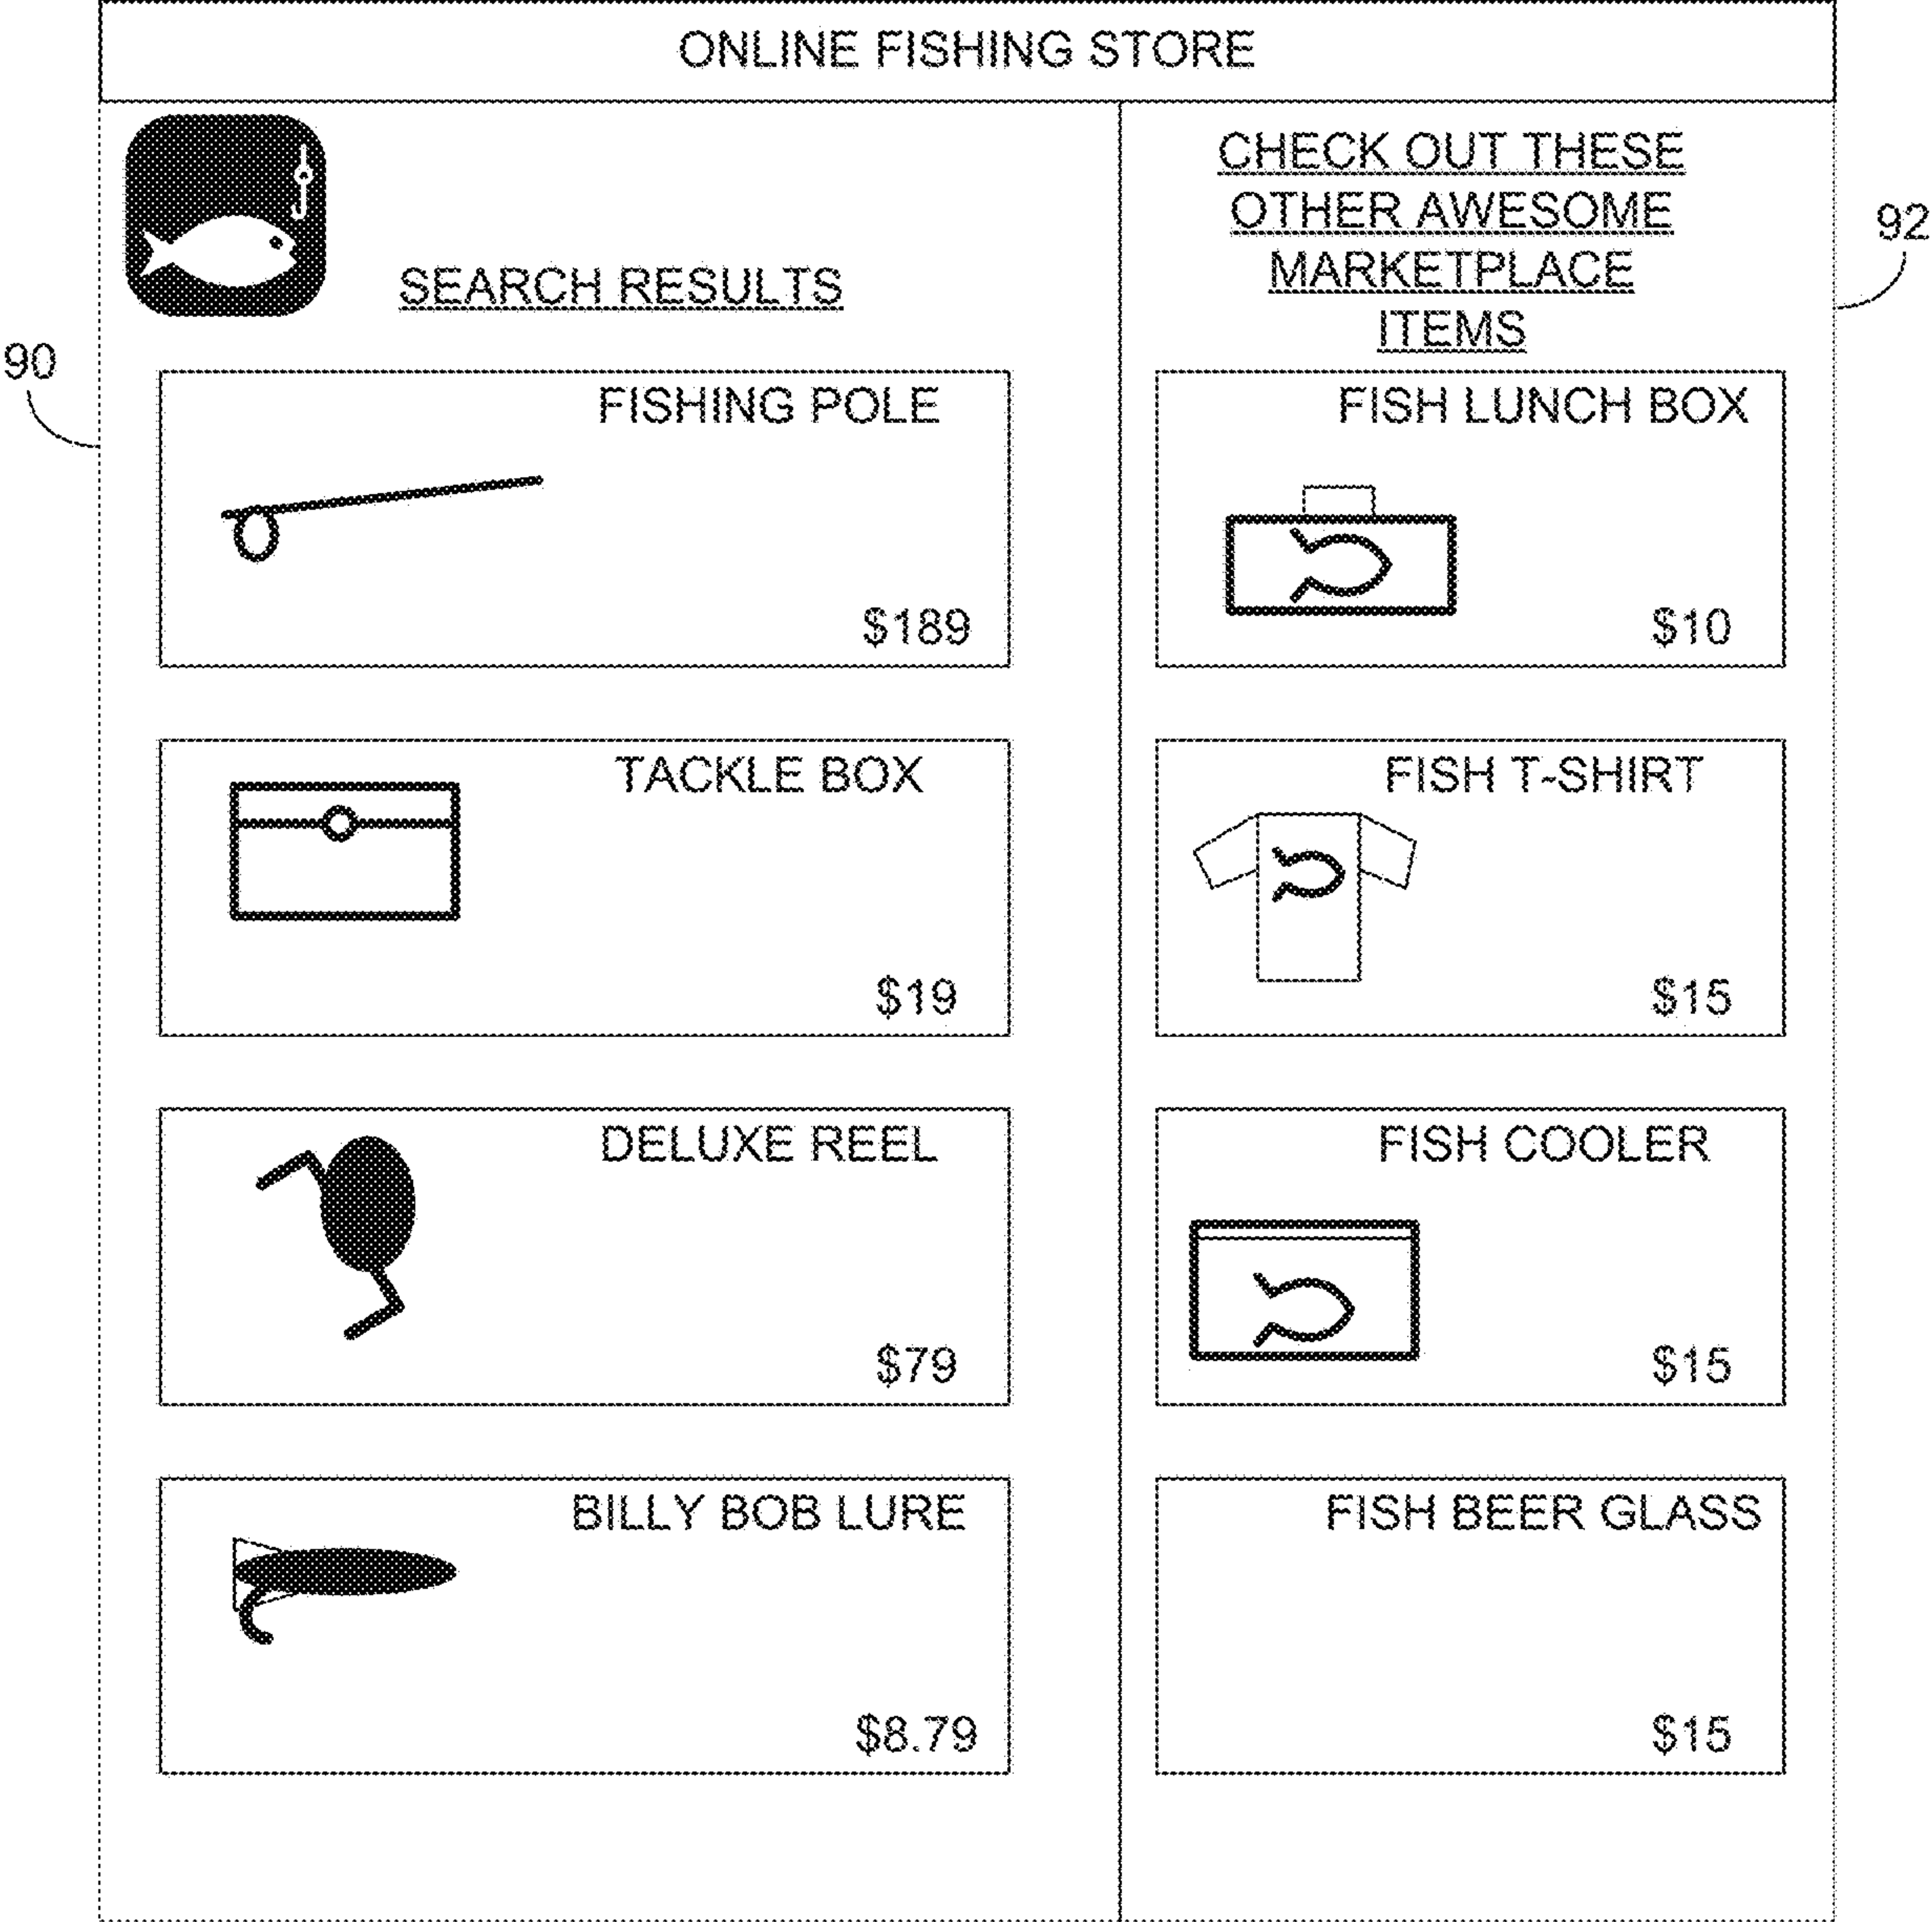 ONLINE FISHING STORE
SEARCH RESULTS
90
FISHING POLE
$189
TACKLE BOX
$19
DELUXE REEL
$79
BILLY BOB LURE
$8.79
CHECK OUT THESE
OTHER AWESOME
MARKETPLACE
ITEMS
92
FISH LUNCH BOX
$10
FISH T-SHIRT
$15
FISH COOLER
$15
FISH BEER GLASS
$15